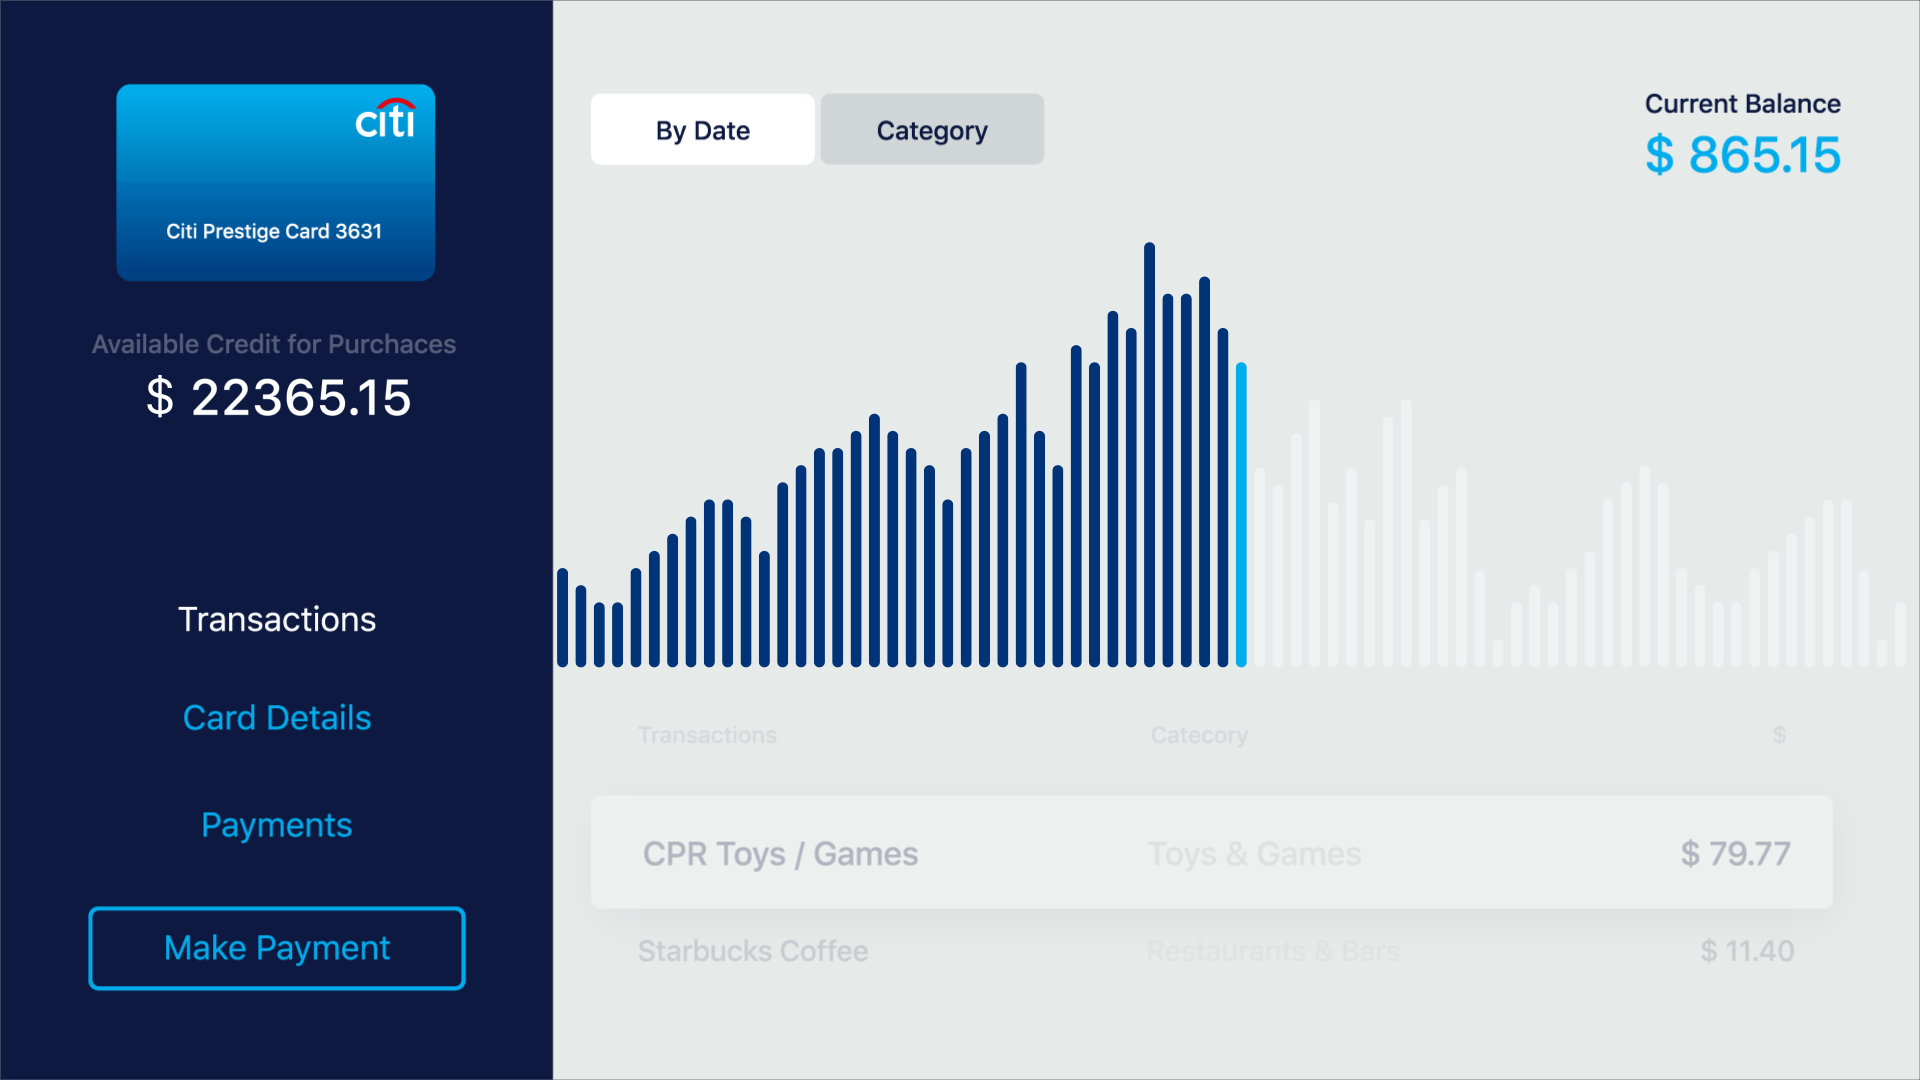 citi
Citi Prestige Card 3631
Available Credit for Purchaces
$ 22365.15
Transactions
Card Details
Payments
Make Payment
By Date
Category
Current Balance
$ 865.15
Transactions Catecory $
CPR Toys / Games Toys & Games $ 79.77
Starbucks Coffee Restaurants & Bars $ 11.40